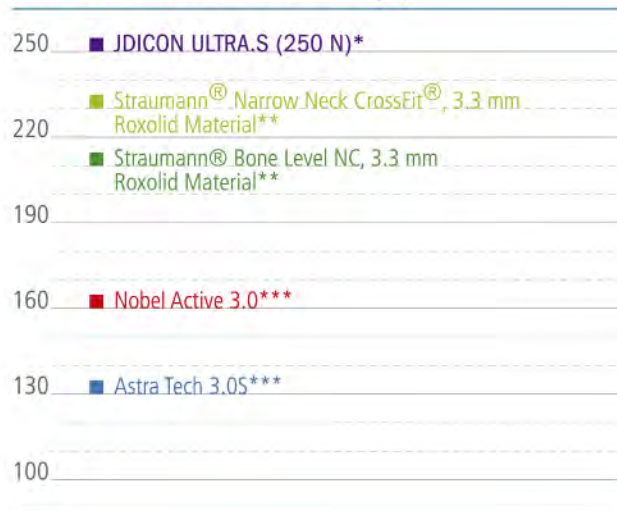 250 ■ JDICON ULTRA.S (250 N)*
Straumann® Narrow Neck CrossFit®, 3.3 mm
220 Roxolid Material**
Straumann® Bone Level NC, 3.3 mm
Roxolid Material**
190
160 Nobel Active 3.0***
130 Astra Tech 3.0S***
100